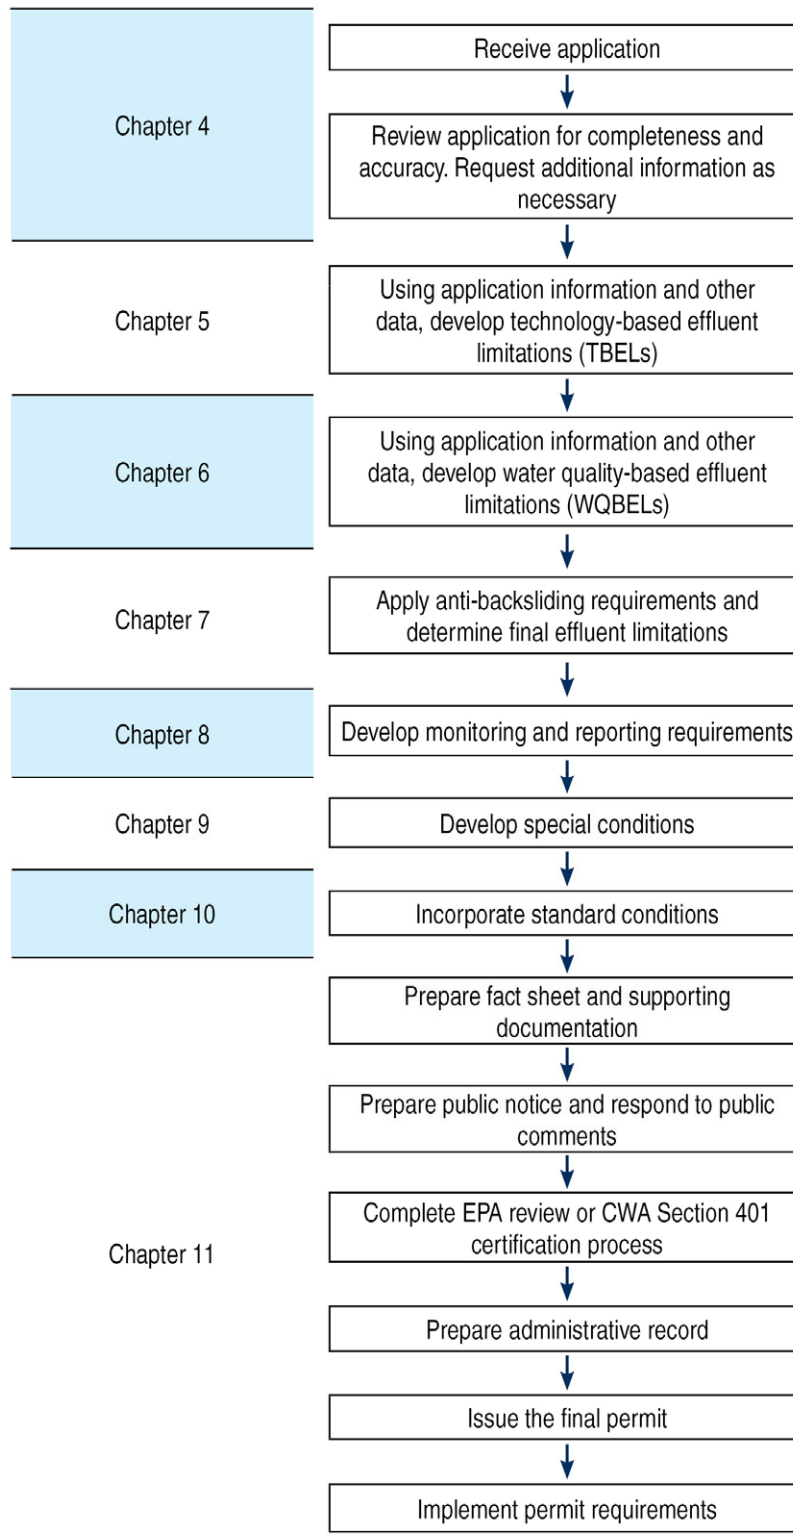 Chapter 4
Receive application
Review application for completeness and
accuracy. Request additional information as
necessary
Chapter 5
Using application information and other
data, develop technology-based effluent
limitations (TBELs)
Chapter 6
Using application information and other
data, develop water quality-based effluent
limitations (WQBELs)
Chapter 7
Apply anti-backsliding requirements and
determine final effluent limitations
Chapter 8
Develop monitoring and reporting requirements
Chapter 9
Develop special conditions
Chapter 10
Incorporate standard conditions
Chapter 11
Prepare fact sheet and supporting
documentation
Prepare public notice and respond to public
comments
Complete EPA review or CWA Section 401
certification process
Prepare administrative record
Issue the final permit
Implement permit requirements